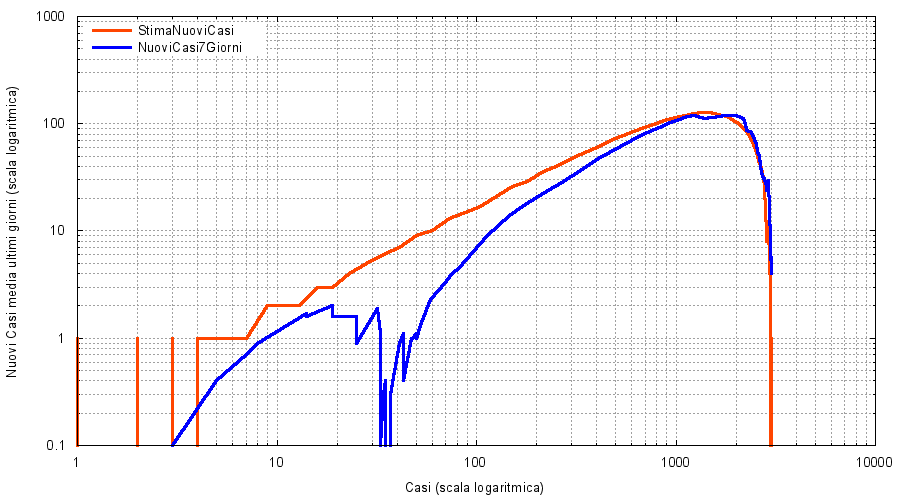 1000
StimaNuoviCasi
NuoviCasi7Giorni
100
10
1
0.1
Nuovi Casi media ultimi giorni (scala logaritmica)
1
10
100
1000
10000
Casi (scala logaritmica)